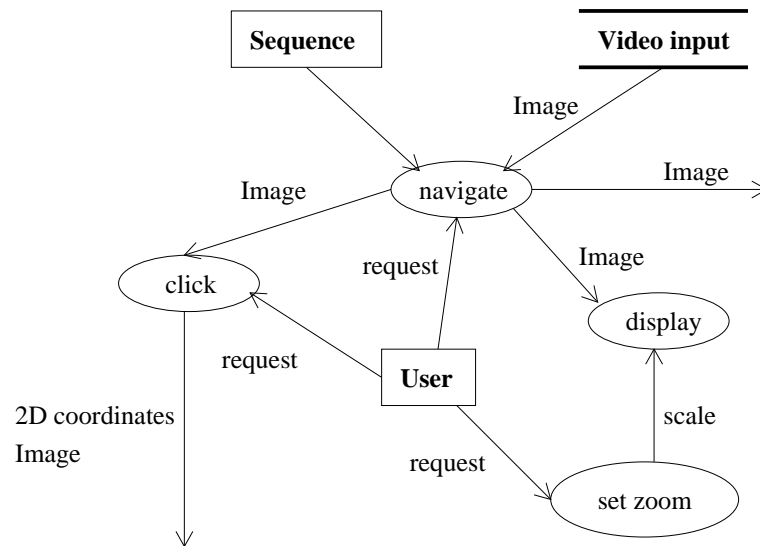 Sequence
Video input
Image
Image
Image
navigate
request
Image
click
display
request
User
2D coordinates
Image
scale
request
set zoom